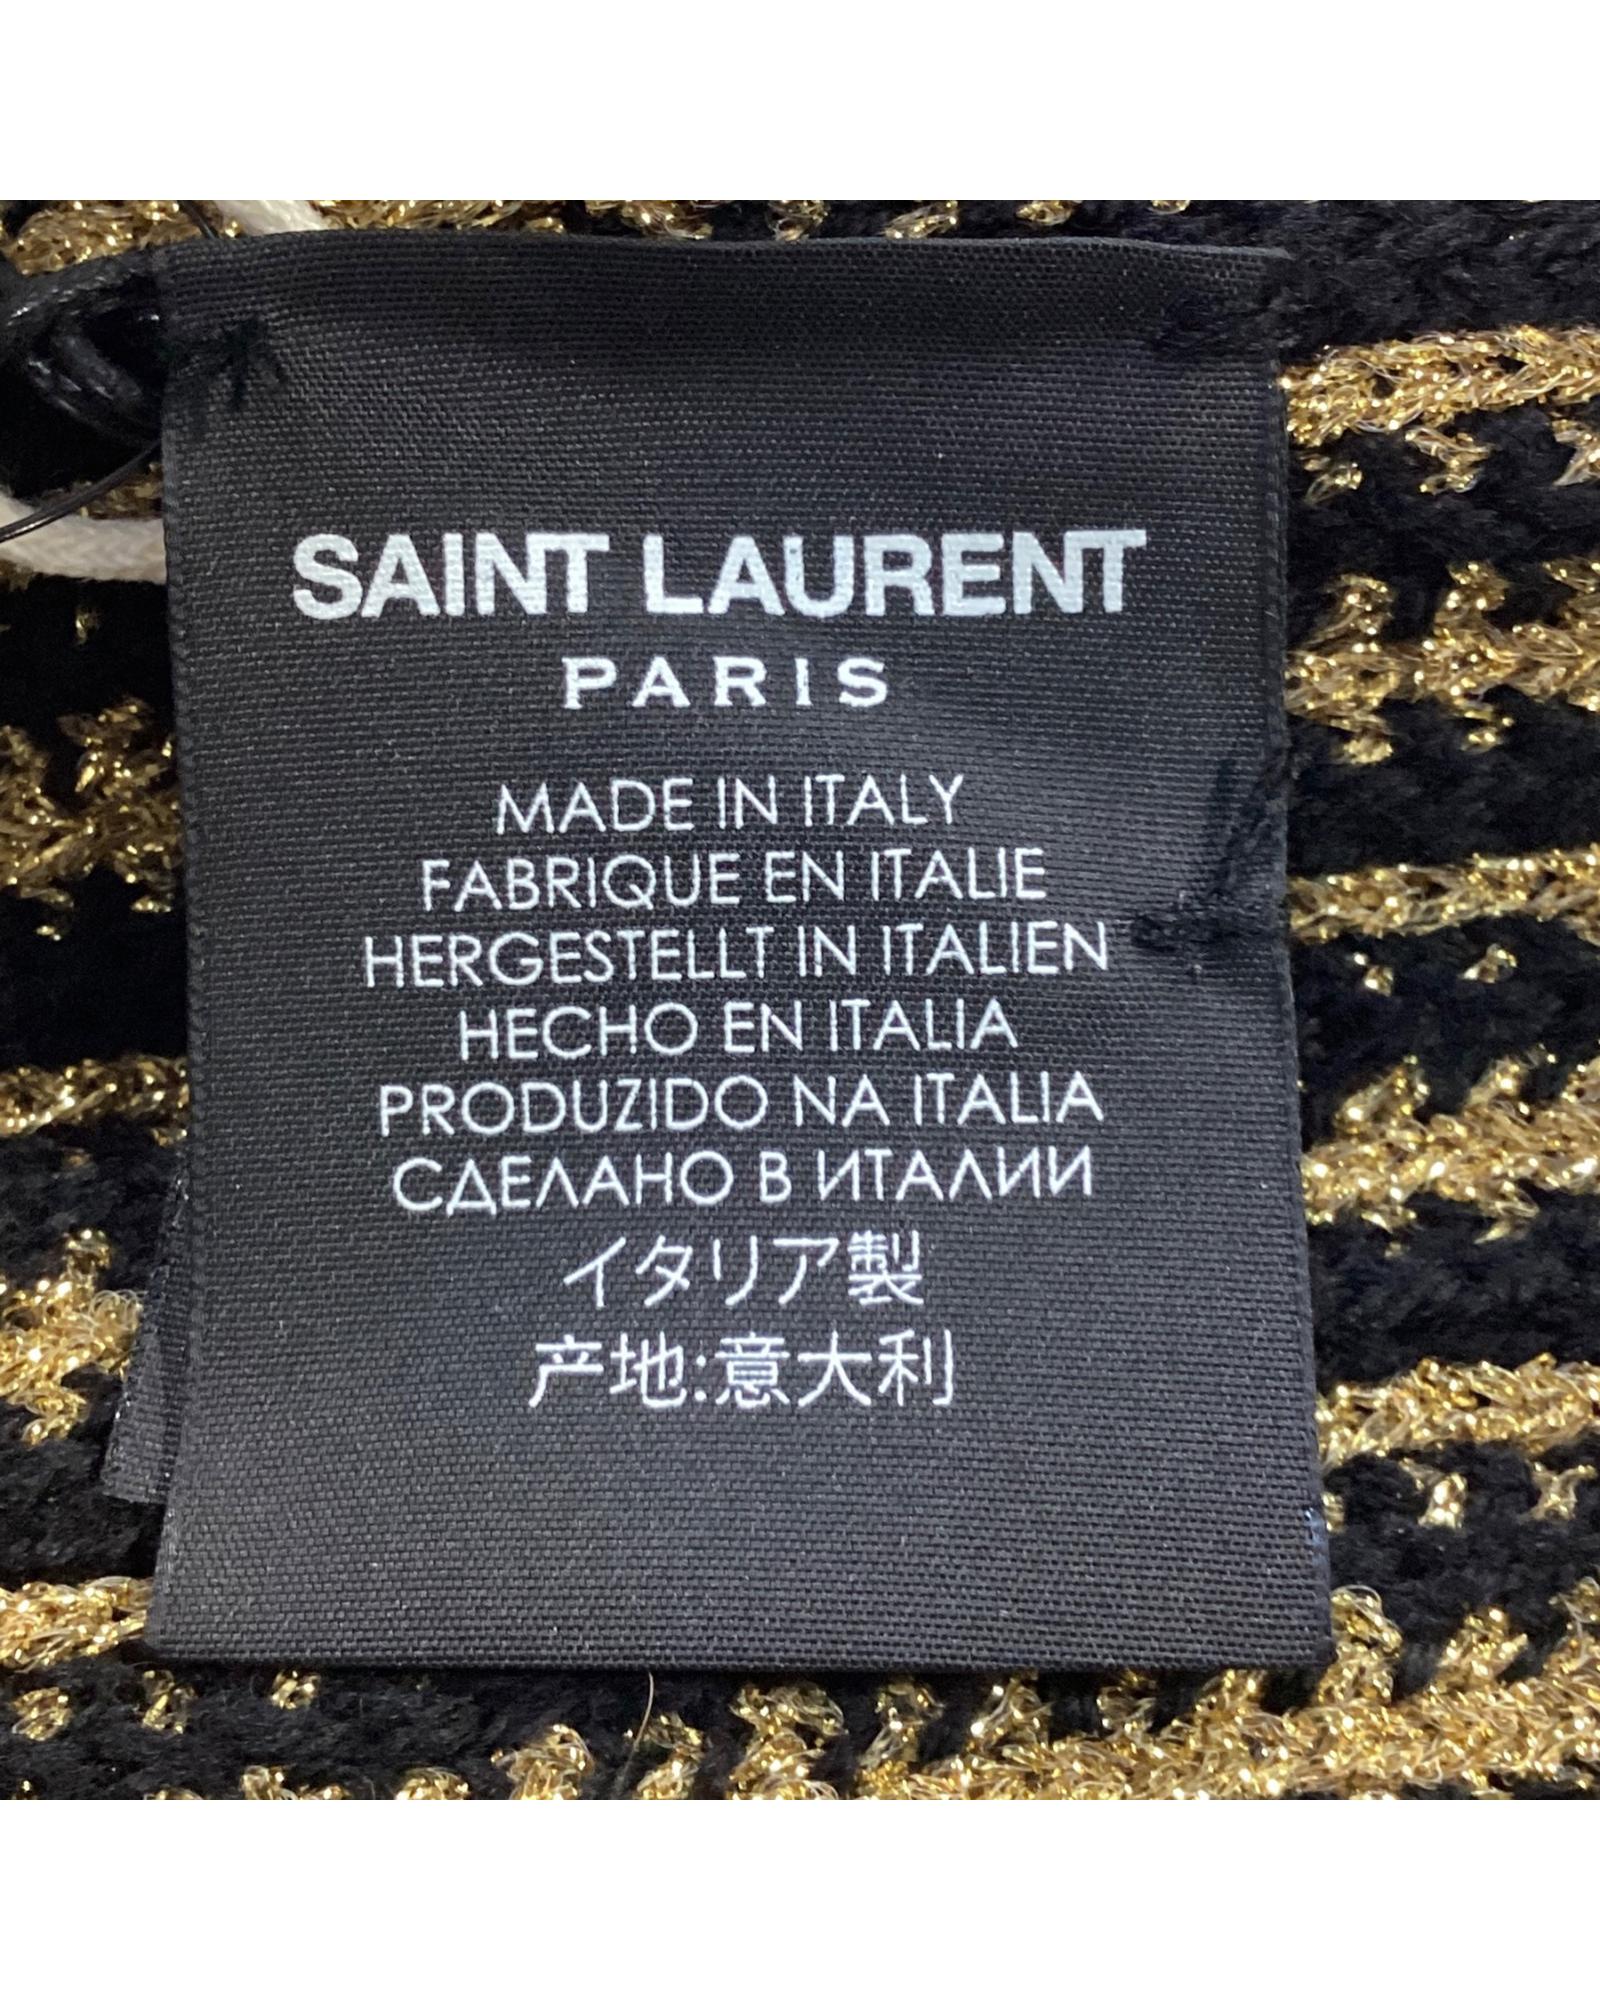 SAINT LAURENT
PARIS
MADE IN ITALY
FABRIQUE EN ITALIE
HERGESTELLT IN ITALIEN
HECHO EN ITALIA
PRODUZIDO NA ITALIA
СДЕЛАНО В ИТАЛИИ
イタリア製
产地:意大利